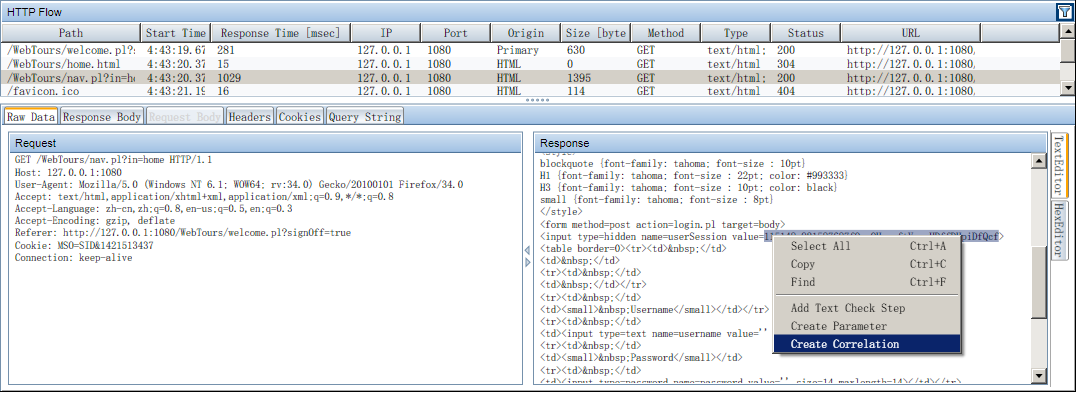 HTTP Flow
Path Start Time Response Time [msec] IP Port Origin Size [byte Method Type Status URL
/WebTours/welcome.pl?s 4:43:19.67 281 127.0.0.1 1080 Primary 630 GET text/html; 200 http://127.0.0.1:1080,
/WebTours/home.html 4:43:20.37 15 127.0.0.1 1080 HTML 0 GET text/html 304 http://127.0.0.1:1080,
/WebTours/nav.pl?in=ho 4:43:20.37 1029 127.0.0.1 1080 HTML 1395 GET text/html; 200 http://127.0.0.1:1080,
/favicon.ico 4:43:21.19 16 127.0.0.1 1080 HTML 114 GET text/html; 404 http://127.0.0.1:1080,
Raw Data Response Body Request Body Headers Cookies Query String
Request
GET /WebTours/nav.pl?in=home HTTP/1.1
Host: 127.0.0.1:1080
User-Agent: Mozilla/5.0 (Windows NT 6.1; WOW64; rv:34.0) Gecko/20100101 Firefox/34.0
Accept: text/html,application/xhtml+xml,application/xml;q=0.9,*/*;q=0.8
Accept-Language: zh-cn,zh;q=0.8,en-us;q=0.5,en;q=0.3
Accept-Encoding: gzip, deflate
Referer: http://127.0.0.1:1080/WebTours/welcome.pl?signOff=true
Cookie: MSO=SID&1421513437
Connection: keep-alive
Response
<style>
blockquote {font-family: tahoma; font-size : 10pt}
H1 {font-family: tahoma; font-size : 22pt; color: #993333}
H3 {font-family: tahoma; font-size : 10pt; color: black}
small {font-family: tahoma; font-size : 8pt}
</style>
<form method=post action=login.pl target=body>
<input type=hidden name=userSession value=
<table border=0><tr><td>&nbsp;</td>
<td>&nbsp;</td>
<tr><td>&nbsp;</td>
<td>&nbsp;</td></tr>
<tr><td>&nbsp;</td>
<td><small>&nbsp;Username</small></td></tr>
<tr><td>&nbsp;</td>
<td><input type=text name=username value=''
<tr><td>&nbsp;</td>
<td><small>&nbsp;Password</small></td>
<tr><td>&nbsp;</td>
<td><input type=password name=password value='' size=14 maxlength=14></td></tr>
Select All Ctrl+A
Copy Ctrl+C
Find Ctrl+F
Add Text Check Step
Create Parameter
Create Correlation
TextEditor
HexEditor